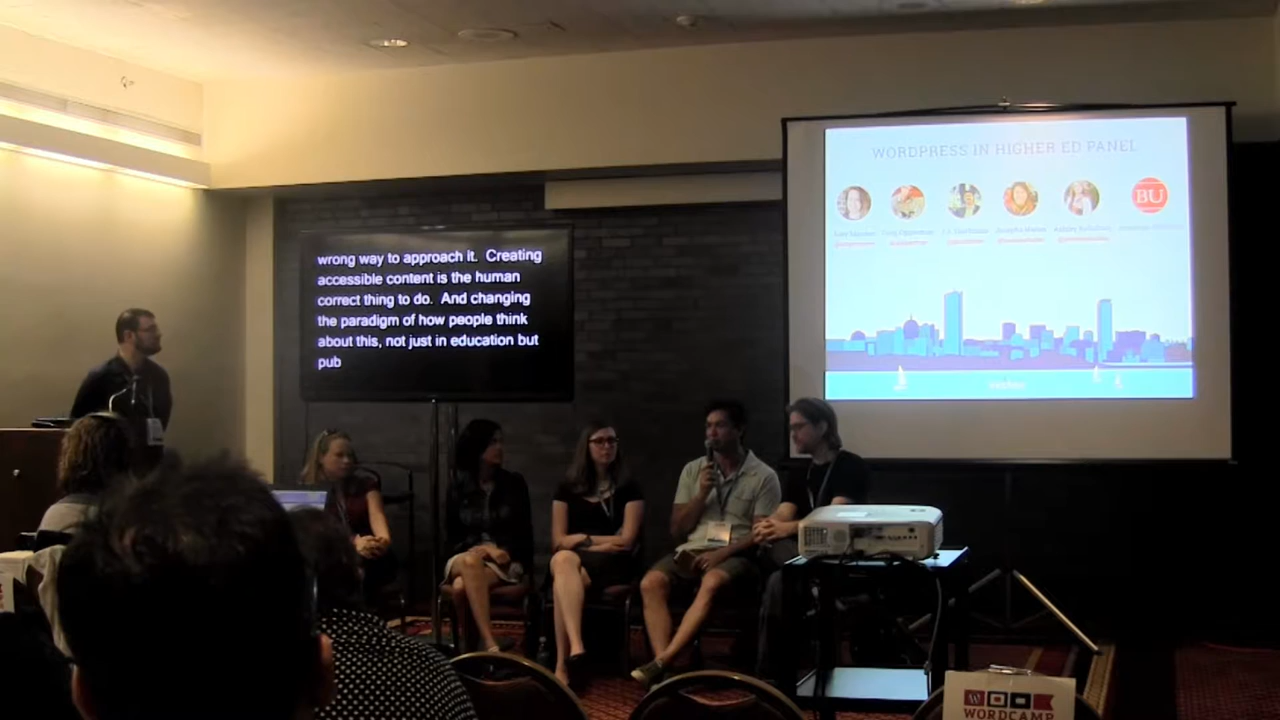 wrong way to approach it. Creating
accessible content is the human
correct thing to do. And changing
the paradigm of how people think
about this, not just in education but
pub
WORDPRESS IN HIGHER ED PANEL
BU
WORDCAMP